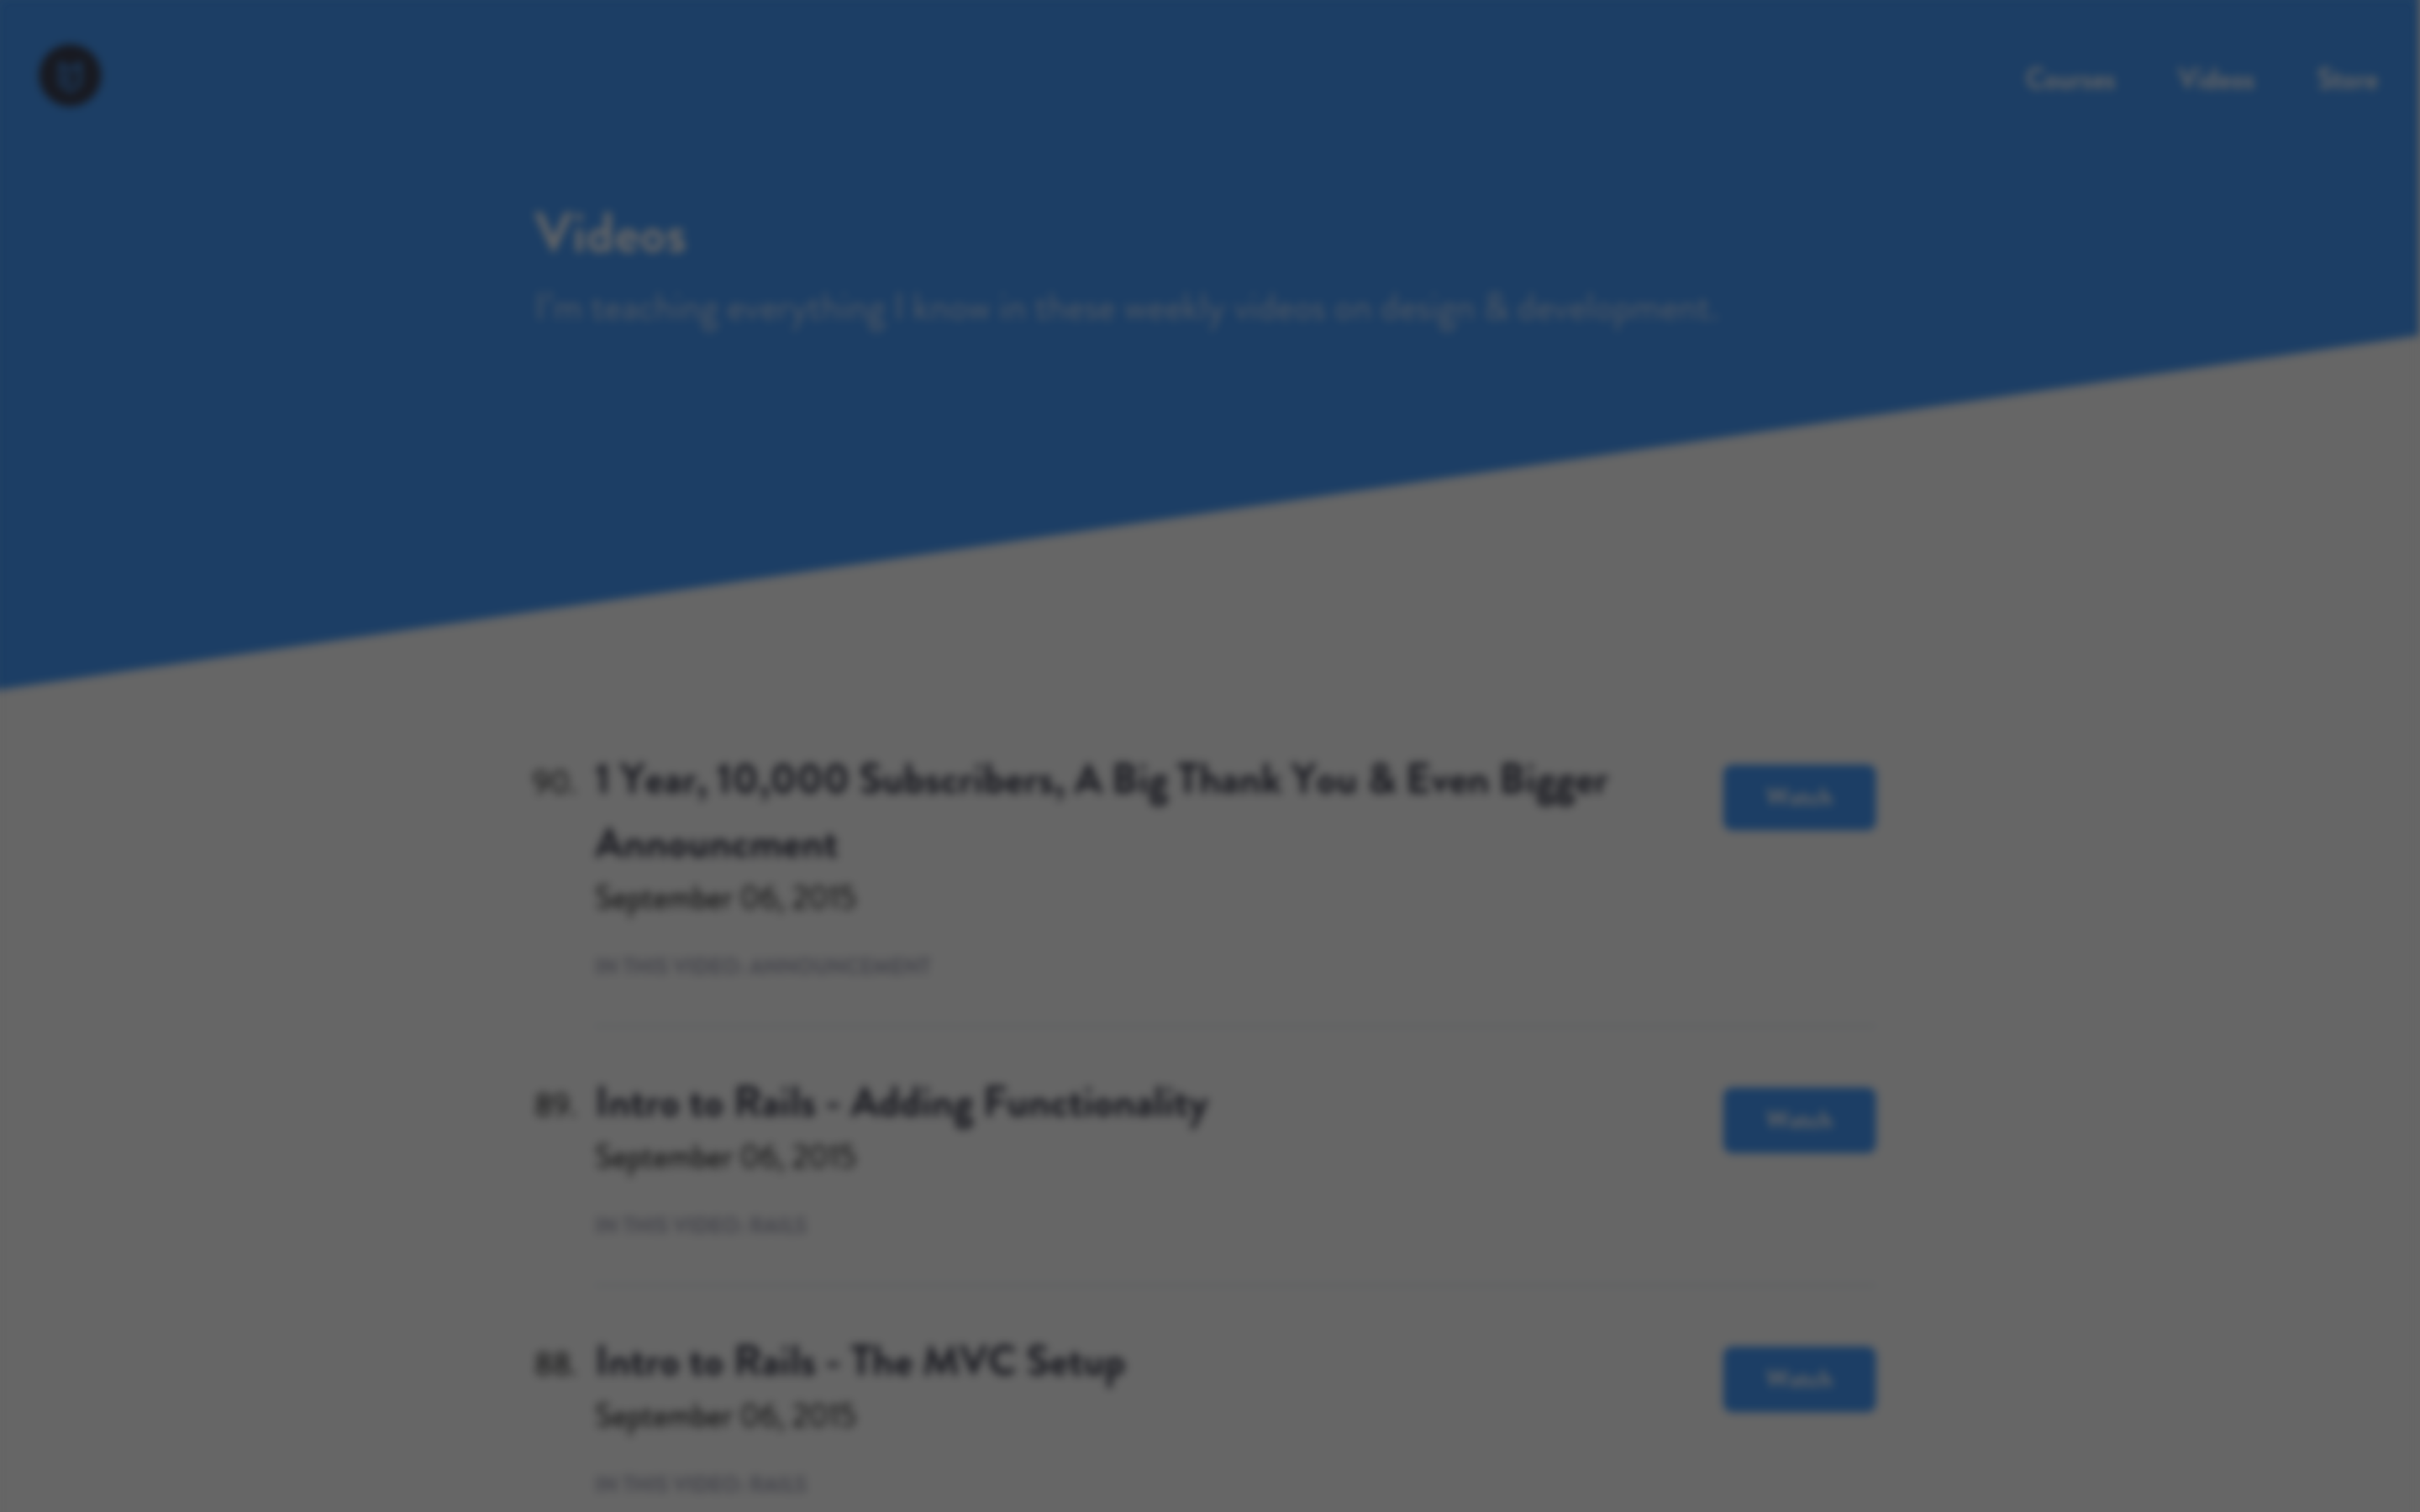 Courses Videos Store
Videos
I'm teaching everything I know in these weekly videos on design & development.
90. 1 Year, 10,000 Subscribers, A Big Thank You & Even Bigger
Announcment
Watch
September 06, 2015
IN THIS VIDEO: ANNOUNCEMENT
89. Intro to Rails - Adding Functionality
Watch
September 06, 2015
IN THIS VIDEO: RAILS
88. Intro to Rails - The MVC Setup
Watch
September 06, 2015
IN THIS VIDEO: RAILS